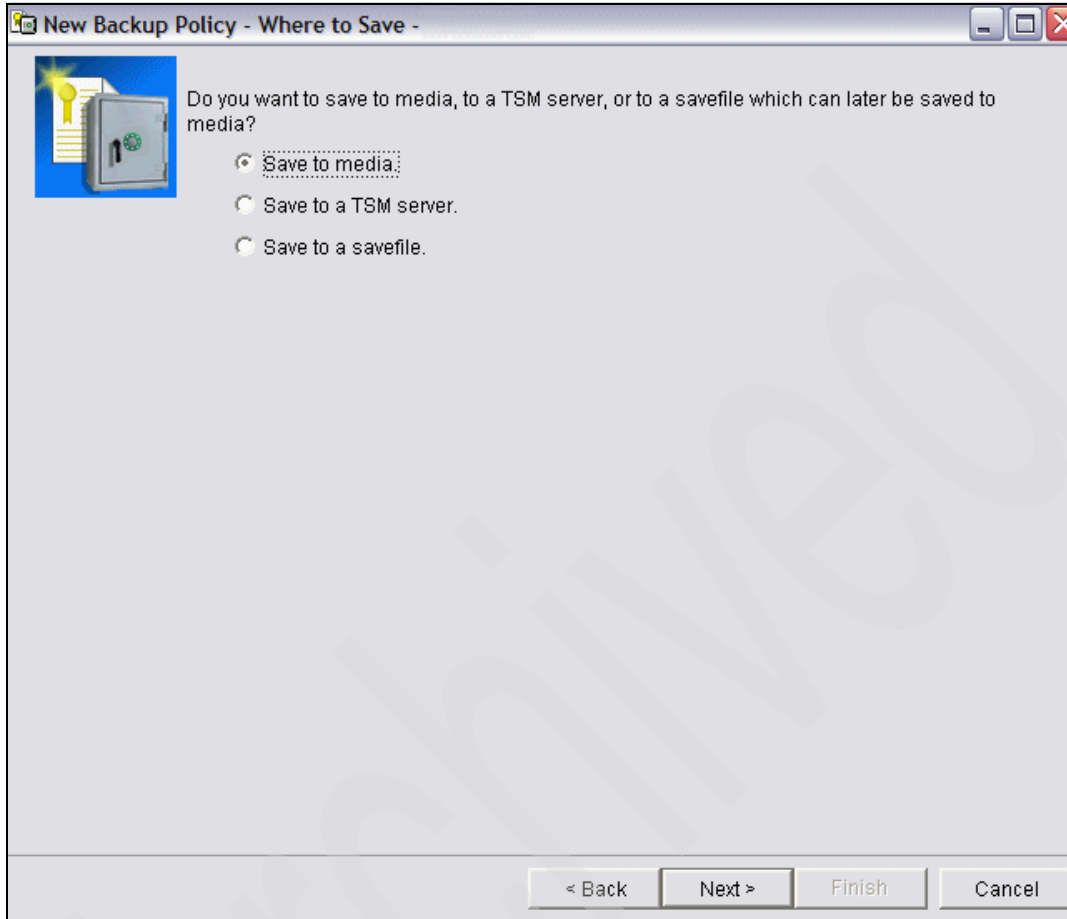 New Backup Policy - Where to Save -
Do you want to save to media, to a TSM server, or to a savefile which can later be saved to
media?
Save to media.
Save to a TSM server.
Save to a savefile.
< Back Next > Finish Cancel
chived